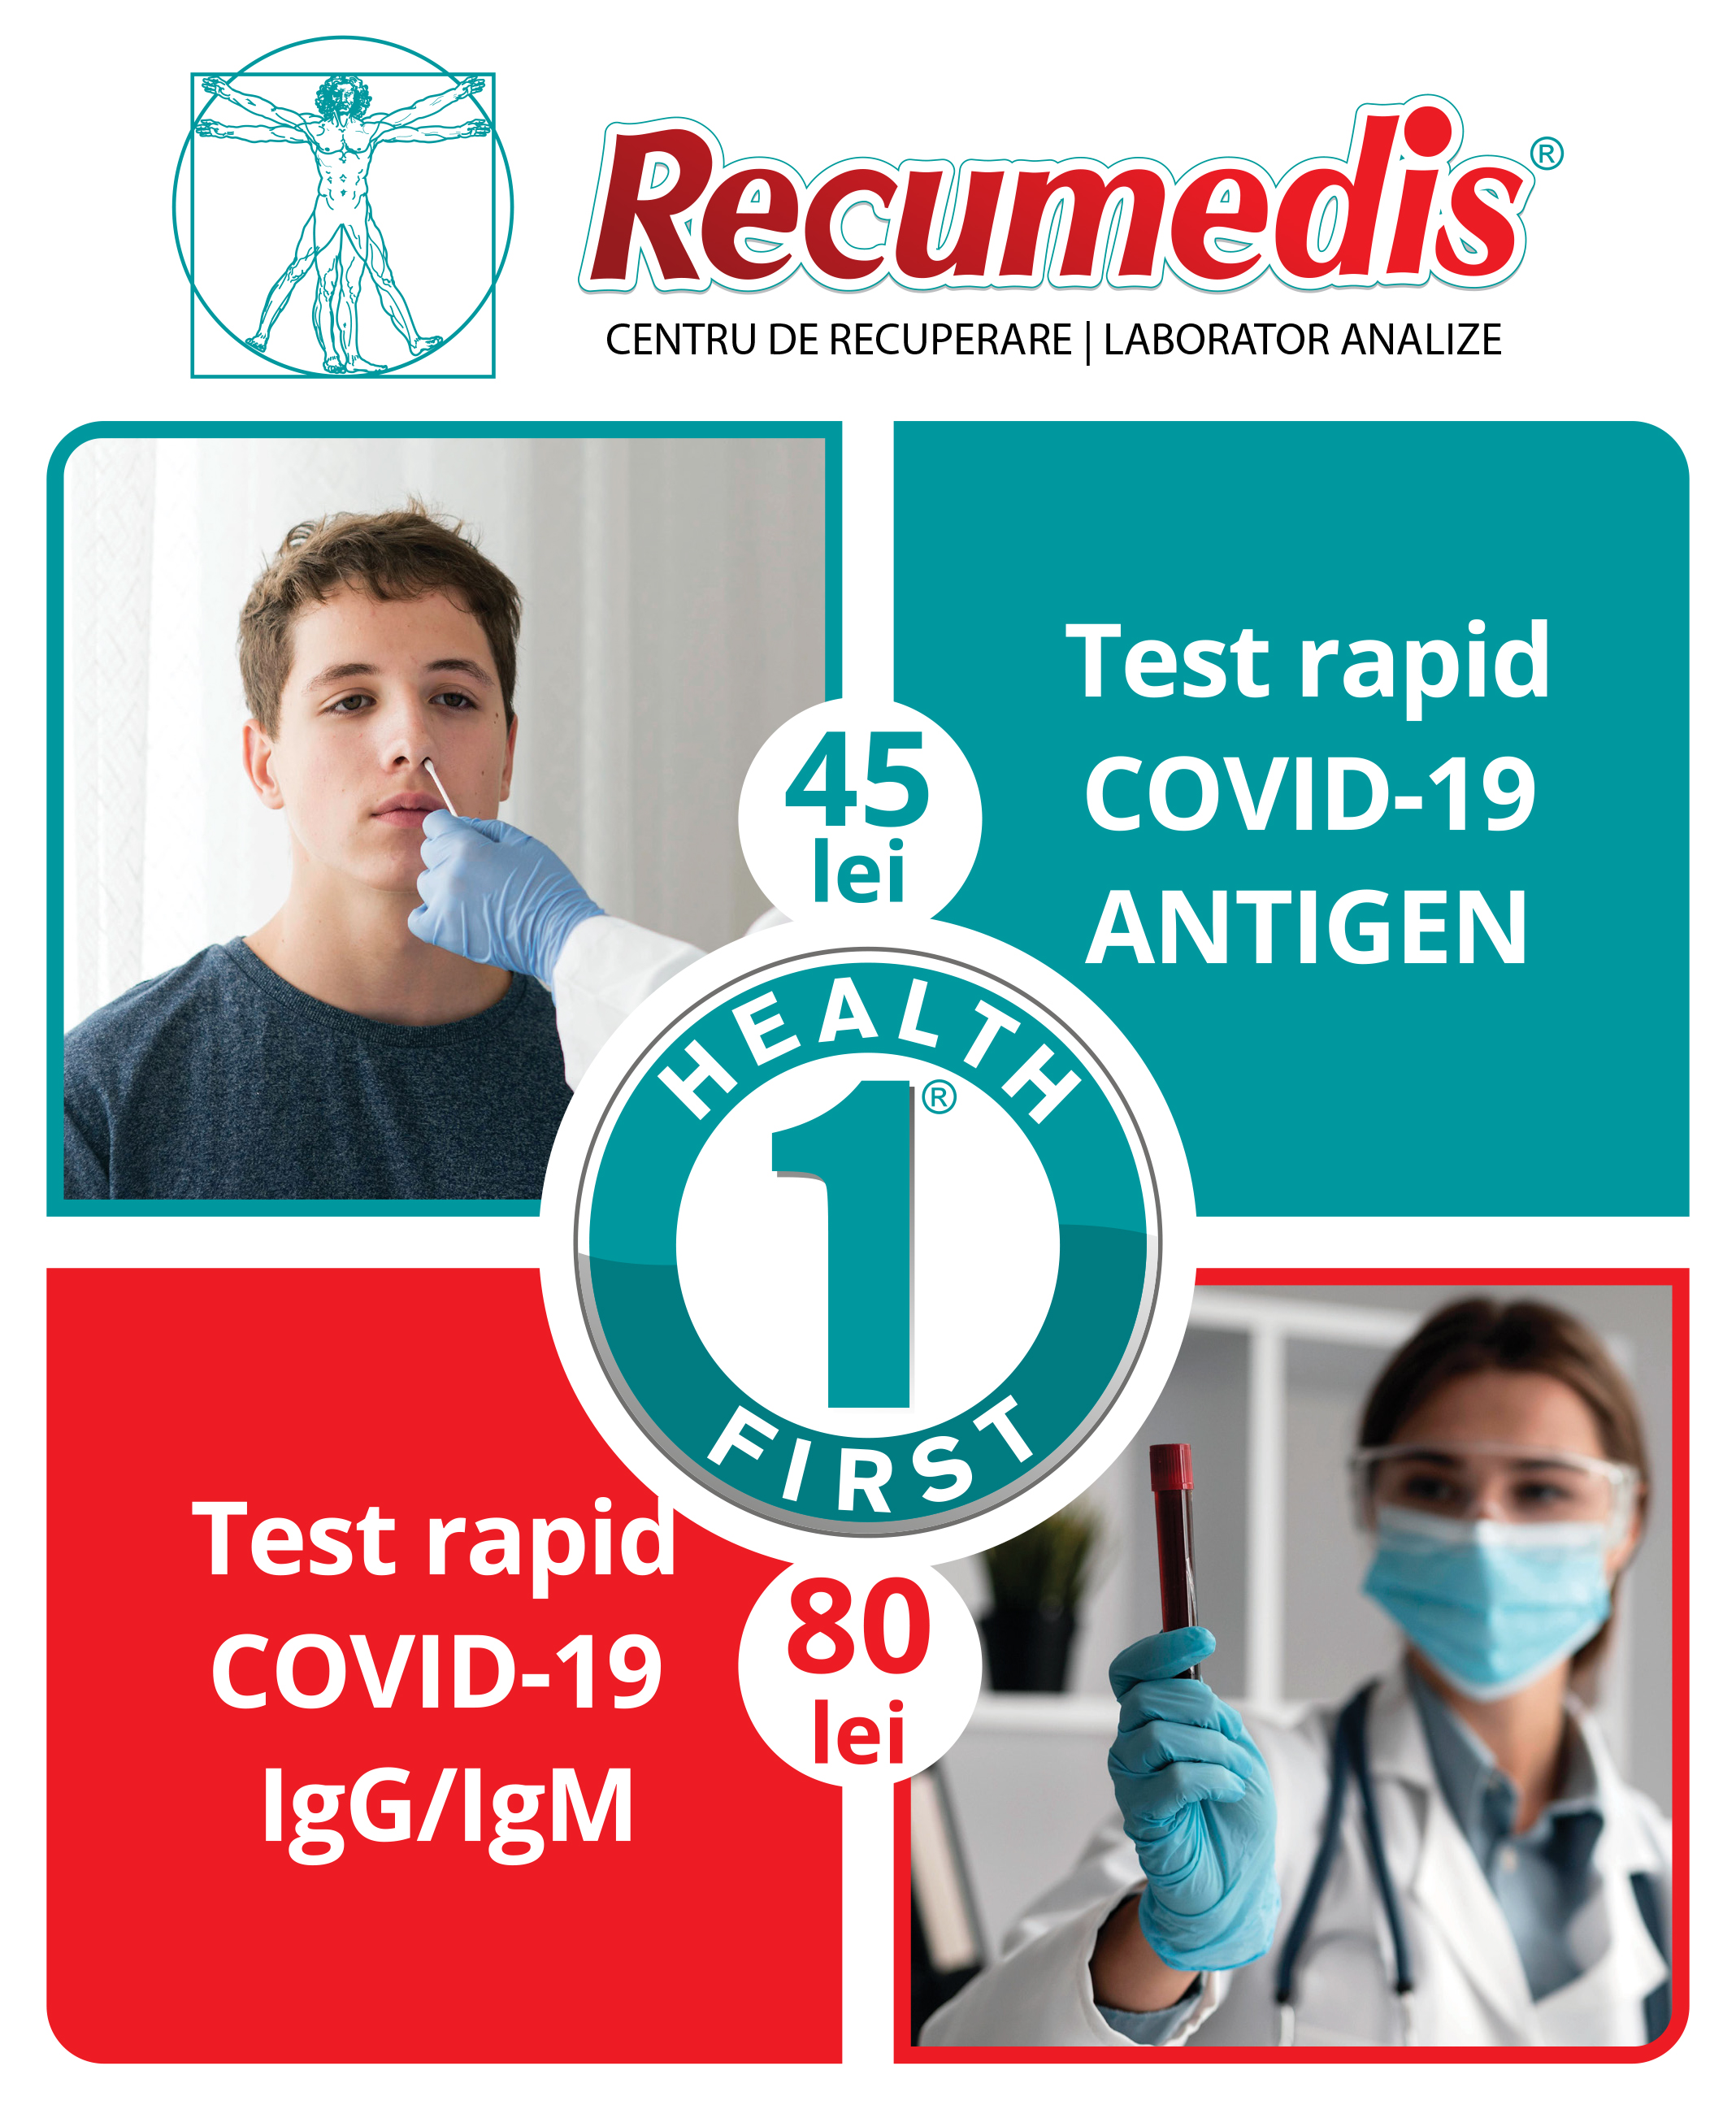 Recumedis®
CENTRU DE RECUPERARE | LABORATOR ANALIZE
45
lei
Test rapid
COVID-19
ANTIGEN
HEALTH
1®
FIRST
Test rapid
COVID-19
IgG/IgM
80
lei